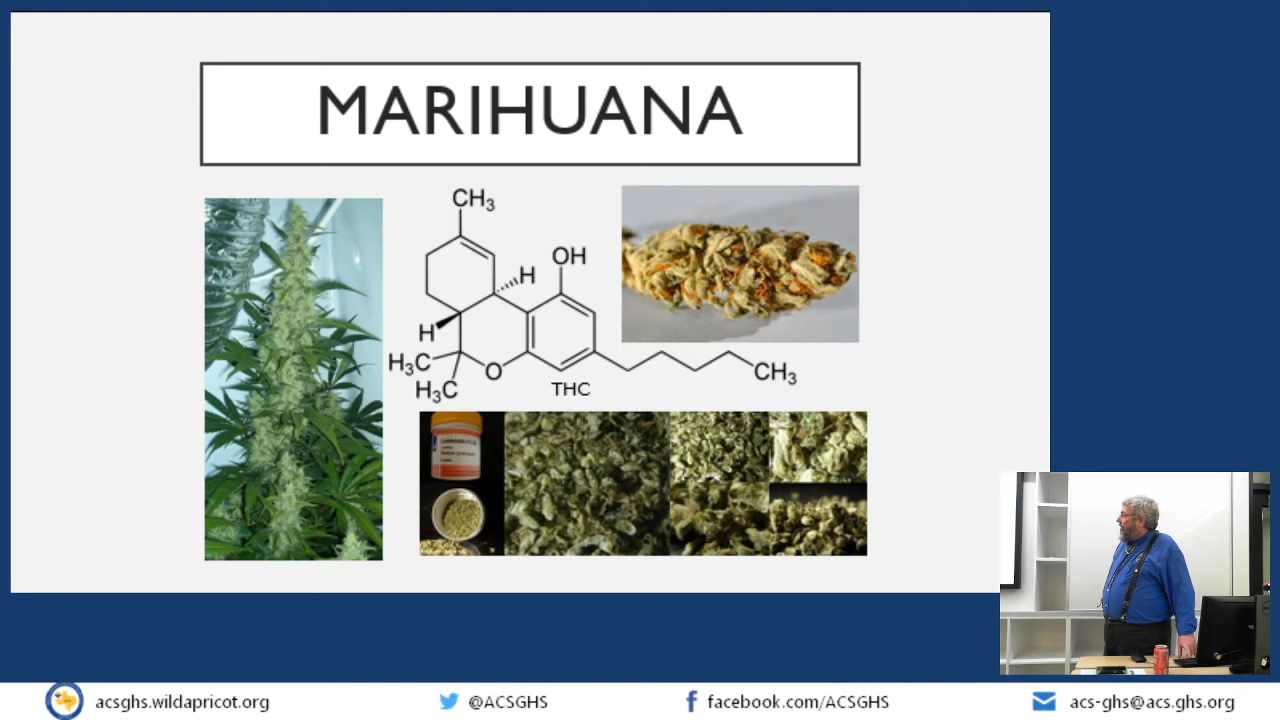 MARIHUANA
CH₃
OH
H
H
H₃C
H₃C
O
CH₃
THC
acsghs.wildapricot.org
@ACSGHS
facebook.com/ACSGHS
acs-ghs@acs.ghs.org